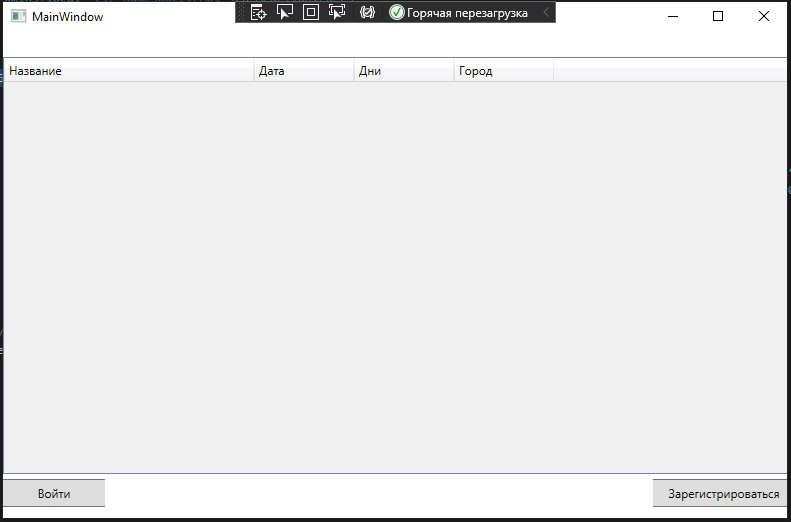 MainWindow
Горячая перезагрузка
Название Дата Дни Город
Войти Зарегистрироваться